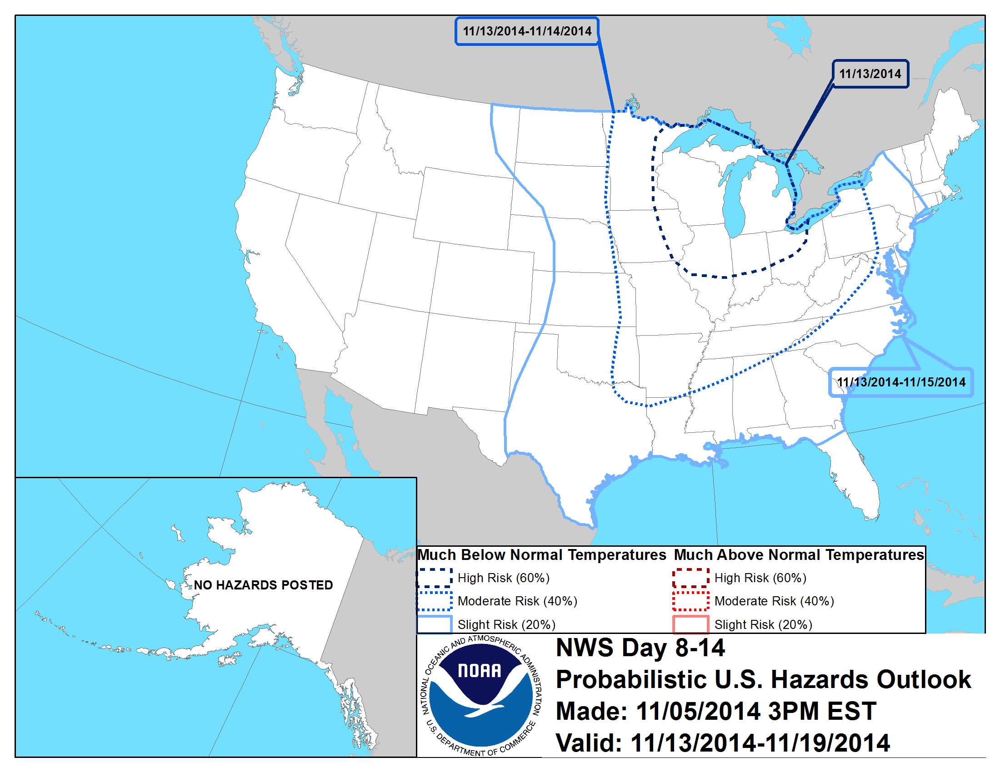 11/13/2014-11/14/2014
11/13/2014
11/13/2014-11/15/2014
NO HAZARDS POSTED
Much Below Normal Temperatures
High Risk (60%)
Moderate Risk (40%)
Slight Risk (20%)
Much Above Normal Temperatures
High Risk (60%)
Moderate Risk (40%)
Slight Risk (20%)
NATIONAL OCEANIC AND ATMOSPHERIC ADMINISTRATION
NOAA
U.S. DEPARTMENT OF COMMERCE
NWS Day 8-14
Probabilistic U.S. Hazards Outlook
Made: 11/05/2014 3PM EST
Valid: 11/13/2014-11/19/2014